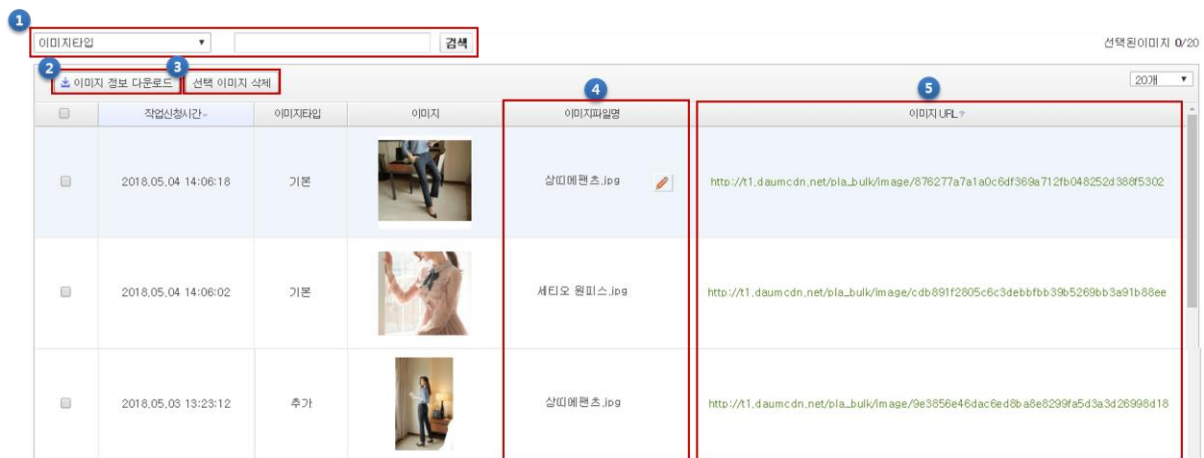 1
이미지타입 검색 선택된이미지 0/20
2 3
이미지 정보 다운로드 선택 이미지 삭제 4 5 20개
작업신청시간 이미지타입 이미지 이미지파일명 이미지 URL ?
2018.05.04 14:06:18 기본 샹띠에팬츠.jpg http://t1.daumcdn.net/pla_bulk/image/876277a7a1a0c6df369a712fb048252d388f5302
2018.05.04 14:06:02 기본 세티오 원피스.jpg http://t1.daumcdn.net/pla_bulk/image/cdb891f2805c6c3debbfbb39b5269bb3a91b88ee
2018.05.03 13:23:12 추가 샹띠에팬츠.jpg http://t1.daumcdn.net/pla_bulk/image/9e3856e46dac6ed8ba8e8299fa5d3a3d26998d18